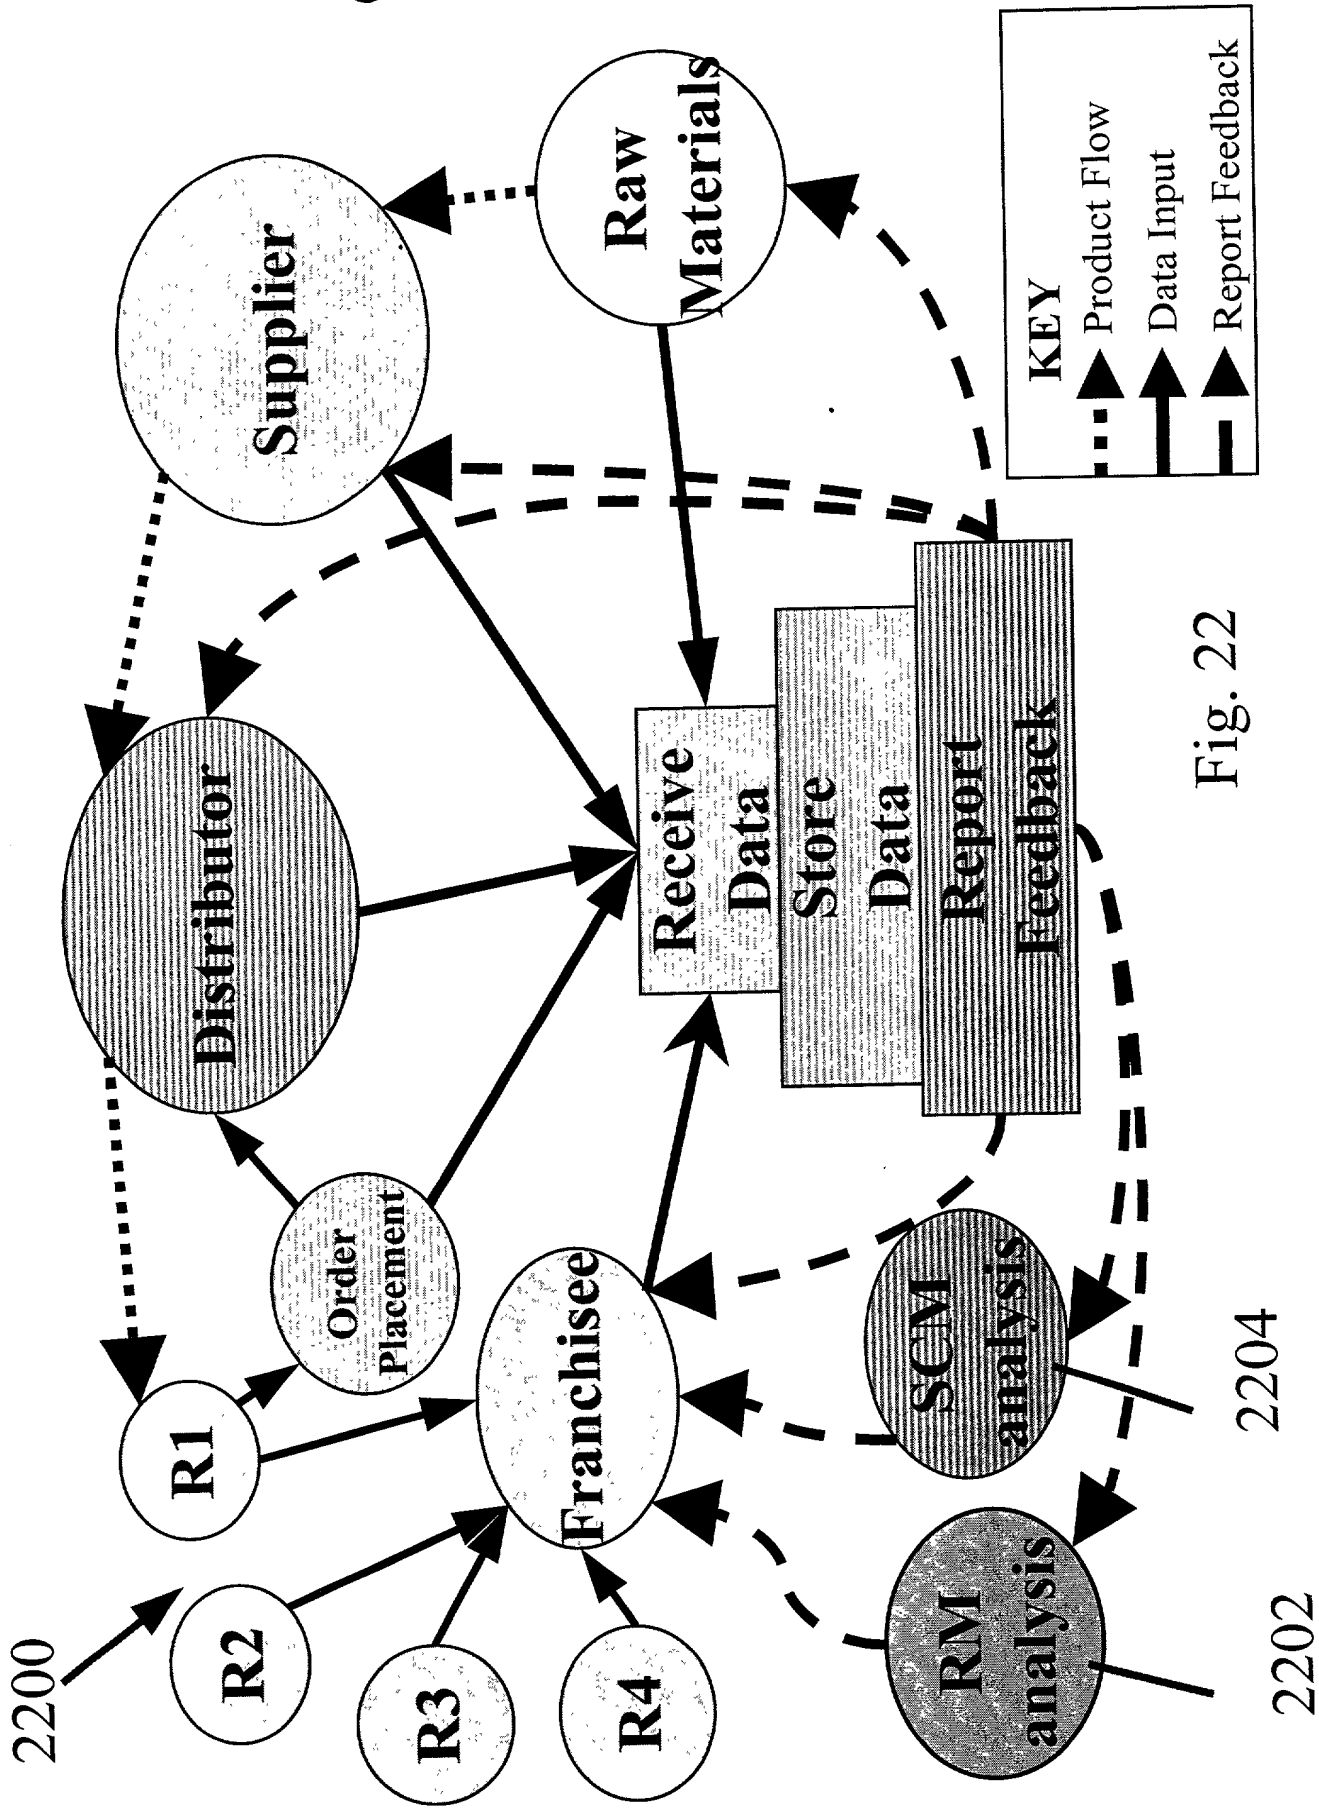 2200
R1
R2
R3
R4
Order
Placement
Distributor
Supplier
Raw
Materials
Franchisee
Receive
Data
Store
Data
Report
Feedback
RM
analysis
SCM
analysis
2202
2204
KEY
Product Flow
Data Input
Report Feedback
Fig. 22